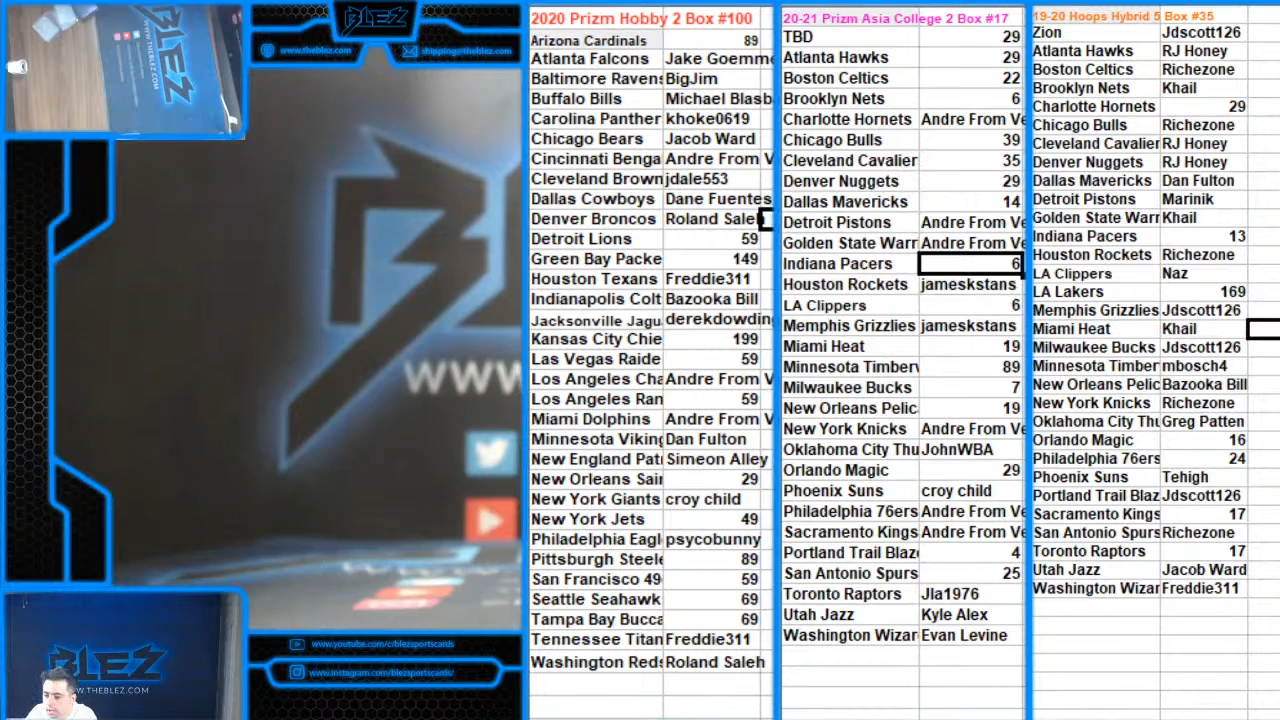 BLEZ
www.theblez.com
shipping@theblez.com
BLEZ
WWW.THEBLEZ.COM
www
www.youtube.com/c/blezsportscards
www.instagram.com/blezsportscards/
BLEZ
WWW.THEBLEZ.COM
2020 Prizm Hobby 2 Box #100
Arizona Cardinals 89
Atlanta Falcons Jake Goemme
Baltimore Ravens BigJim
Buffalo Bills Michael Blasb
Carolina Panther khoke0619
Chicago Bears Jacob Ward
Cincinnati Benga Andre From V
Cleveland Brown jdale553
Dallas Cowboys Dane Fuentes
Denver Broncos Roland Saleh
Detroit Lions 59
Green Bay Packe 149
Houston Texans Freddie311
Indianapolis Colt Bazooka Bill
Jacksonville Jagu derekdowding
Kansas City Chie 199
Las Vegas Raide 59
Los Angeles Cha Andre From V
Los Angeles Ran 59
Miami Dolphins Andre From V
Minnesota Viking Dan Fulton
New England Pat Simeon Alley
New Orleans Sai 29
New York Giants croy child
New York Jets 49
Philadelphia Eagl psycobunny
Pittsburgh Steele 89
San Francisco 49 59
Seattle Seahawk 69
Tampa Bay Bucca 69
Tennessee Titan Freddie311
Washington Reds Roland Saleh
20-21 Prizm Asia College 2 Box #17
TBD 29
Atlanta Hawks 29
Boston Celtics 22
Brooklyn Nets 6
Charlotte Hornets Andre From Ve
Chicago Bulls 39
Cleveland Cavalier 35
Denver Nuggets 29
Dallas Mavericks 14
Detroit Pistons Andre From Ve
Golden State Warr Andre From Ve
Indiana Pacers 6
Houston Rockets jameskstans
LA Clippers 6
Memphis Grizzlies jameskstans
Miami Heat 19
Minnesota Timberv 89
Milwaukee Bucks 7
New Orleans Pelic 19
New York Knicks Andre From Ve
Oklahoma City Thu JohnWBA
Orlando Magic 29
Phoenix Suns croy child
Philadelphia 76ers Andre From Ve
Sacramento Kings Andre From Ve
Portland Trail Blaz 4
San Antonio Spurs 25
Toronto Raptors Jla1976
Utah Jazz Kyle Alex
Washington Wizar Evan Levine
19-20 Hoops Hybrid 5 Box #35
Zion Jdscott126
Atlanta Hawks RJ Honey
Boston Celtics Richezone
Brooklyn Nets Khail
Charlotte Hornets 29
Chicago Bulls Richezone
Cleveland Cavalier RJ Honey
Denver Nuggets RJ Honey
Dallas Mavericks Dan Fulton
Detroit Pistons Marinik
Golden State Warr Khail
Indiana Pacers 13
Houston Rockets Richezone
LA Clippers Naz
LA Lakers 169
Memphis Grizzlies Jdscott126
Miami Heat Khail
Milwaukee Bucks Jdscott126
Minnesota Timber mbosch4
New Orleans Pelic Bazooka Bill
New York Knicks Richezone
Oklahoma City Thu Greg Patten
Orlando Magic 16
Philadelphia 76ers 24
Phoenix Suns Tehigh
Portland Trail Blaz Jdscott126
Sacramento Kings 17
San Antonio Spurs Richezone
Toronto Raptors 17
Utah Jazz Jacob Ward
Washington Wizar Freddie311